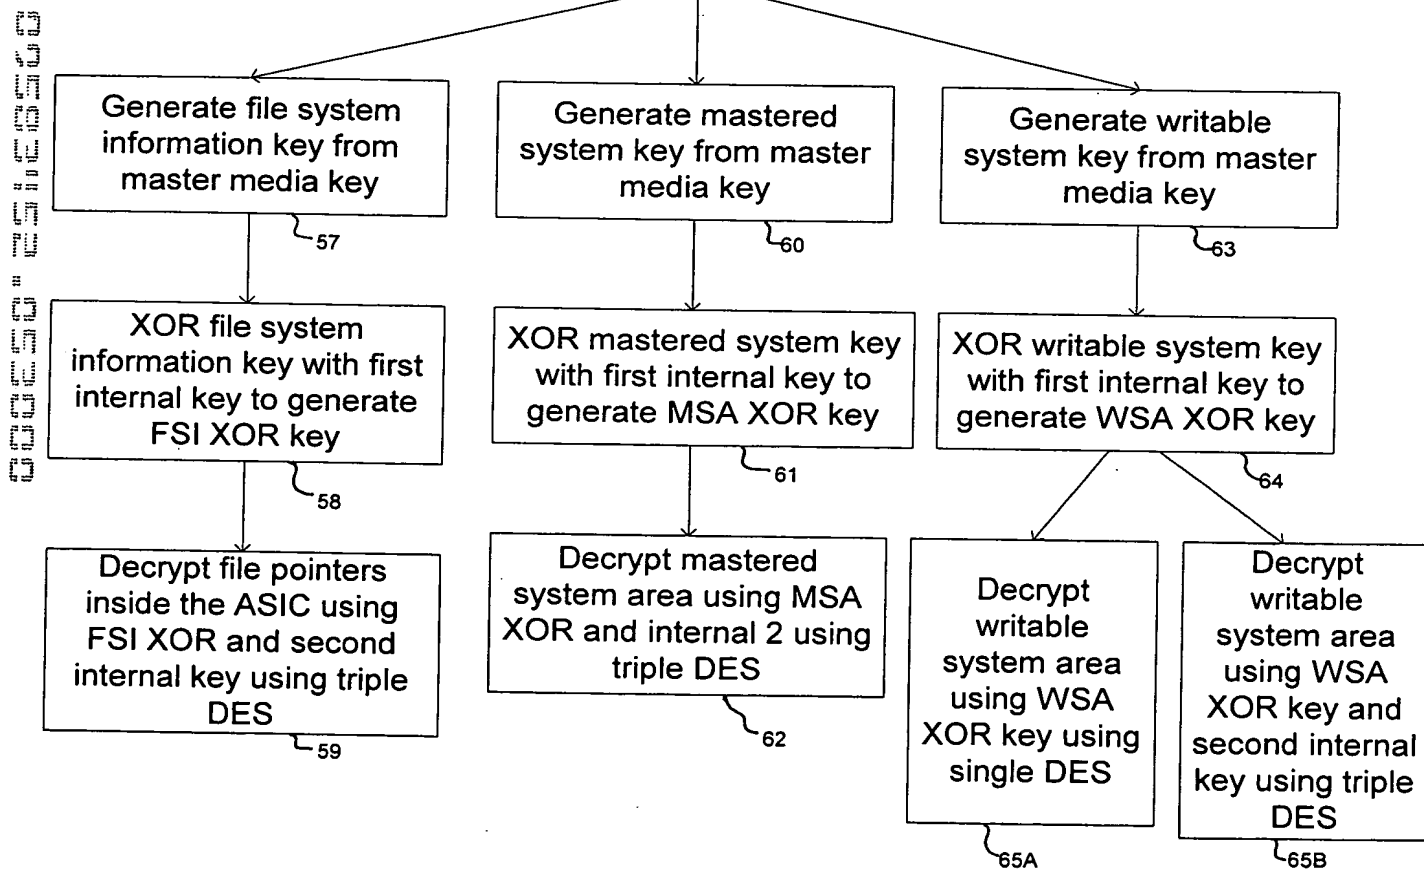 Generate file system
information key from
master media key
57
Generate mastered
system key from master
media key
60
Generate writable
system key from master
media key
63
XOR file system
information key with first
internal key to generate
FSI XOR key
58
XOR mastered system key
with first internal key to
generate MSA XOR key
61
XOR writable system key
with first internal key to
generate WSA XOR key
64
Decrypt file pointers
inside the ASIC using
FSI XOR and second
internal key using triple
DES
59
Decrypt mastered
system area using MSA
XOR and internal 2 using
triple DES
62
Decrypt
writable
system area
using WSA
XOR key using
single DES
65A
Decrypt
writable
system area
using WSA
XOR key and
second internal
key using triple
DES
65B